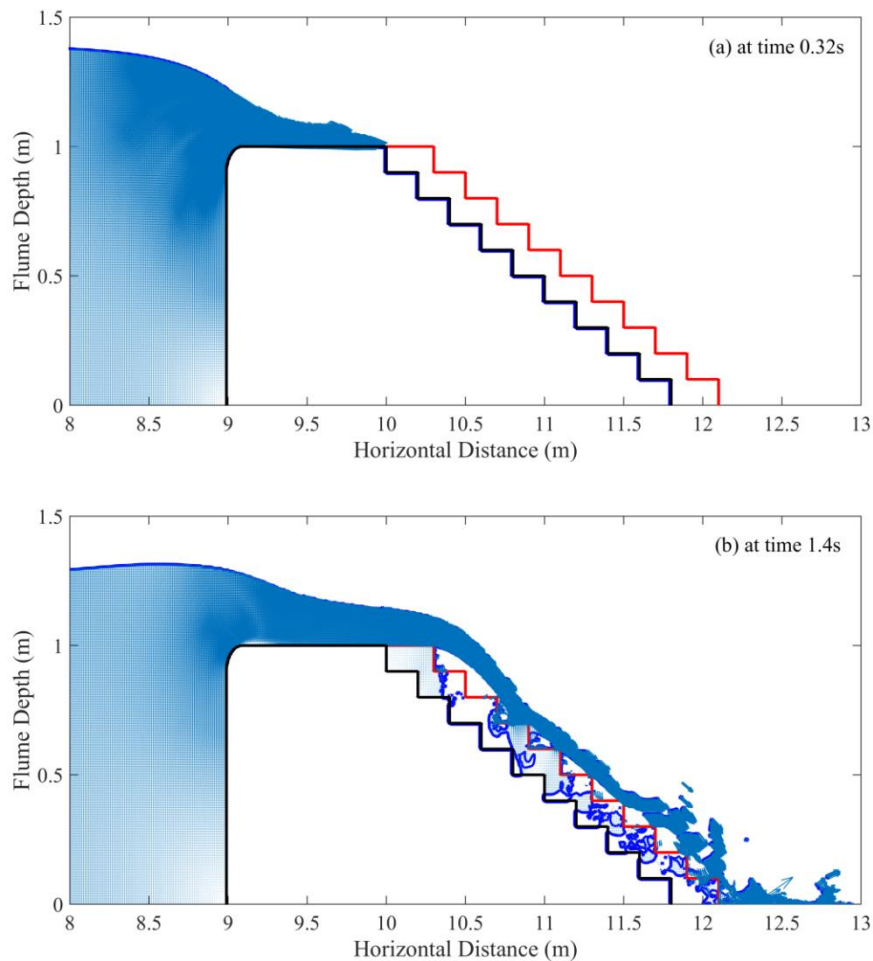 1.5
(a) at time 0.32s
1
Flume Depth (m)
0.5
0
8 8.5 9 9.5 10 10.5 11 11.5 12 12.5 13
Horizontal Distance (m)
1.5
(b) at time 1.4s
1
Flume Depth (m)
0.5
0
8 8.5 9 9.5 10 10.5 11 11.5 12 12.5 13
Horizontal Distance (m)